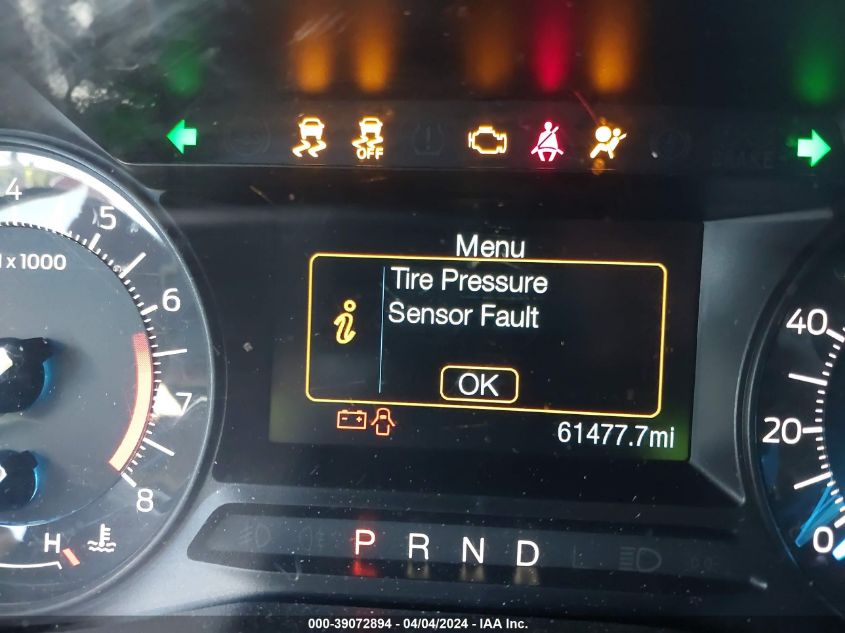 OFF
Menu
Tire Pressure
Sensor Fault
OK
61477.7mi
4
5
x 1000
6
7
8
H
40
20
0
P R N D L
000-39072894 - 04/04/2024 - IAA Inc.